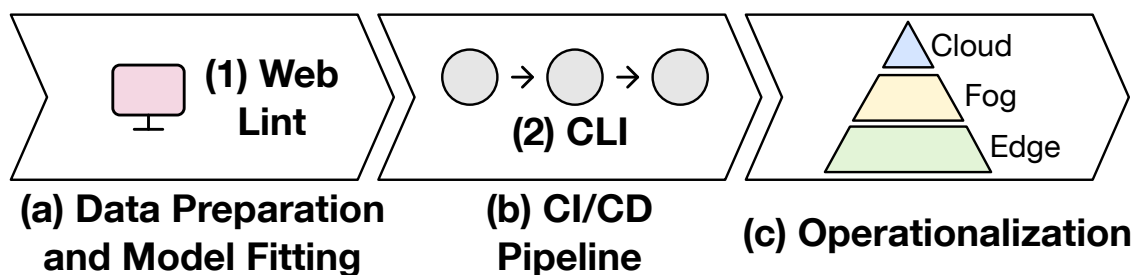 (1) Web
Lint
(2) CLI
Cloud
Fog
Edge
(a) Data Preparation
and Model Fitting
(b) CI/CD
Pipeline
(c) Operationalization